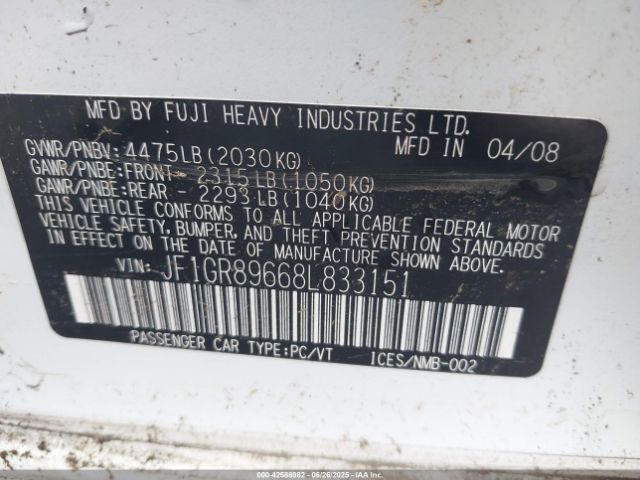 MFD BY FUJI HEAVY INDUSTRIES LTD.
GVWR/PNBV: 4475LB(2030KG) MFD IN 04/08
GAWR/PNBE:FRONT 2315LB(1050KG)
GAWR/PNBE:REAR 2293LB(1040KG)
THIS VEHICLE CONFORMS TO ALL APPLICABLE FEDERAL MOTOR
VEHICLE SAFETY, BUMPER, AND THEFT PREVENTION STANDARDS
IN EFFECT ON THE DATE OF MANUFACTURE SHOWN ABOVE.
VIN: JF1GR89668L833151
PASSENGER CAR TYPE:PC/VT ICES/NMB-002
000-42586982 | 06/26/2025 | IAAI.com